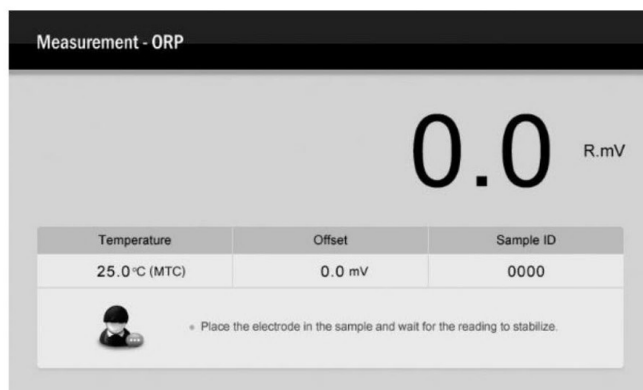 Measurement - ORP
0.0 R.mV
Temperature Offset Sample ID
25.0 °C (MTC) 0.0 mV 0000
Place the electrode in the sample and wait for the reading to stabilize.